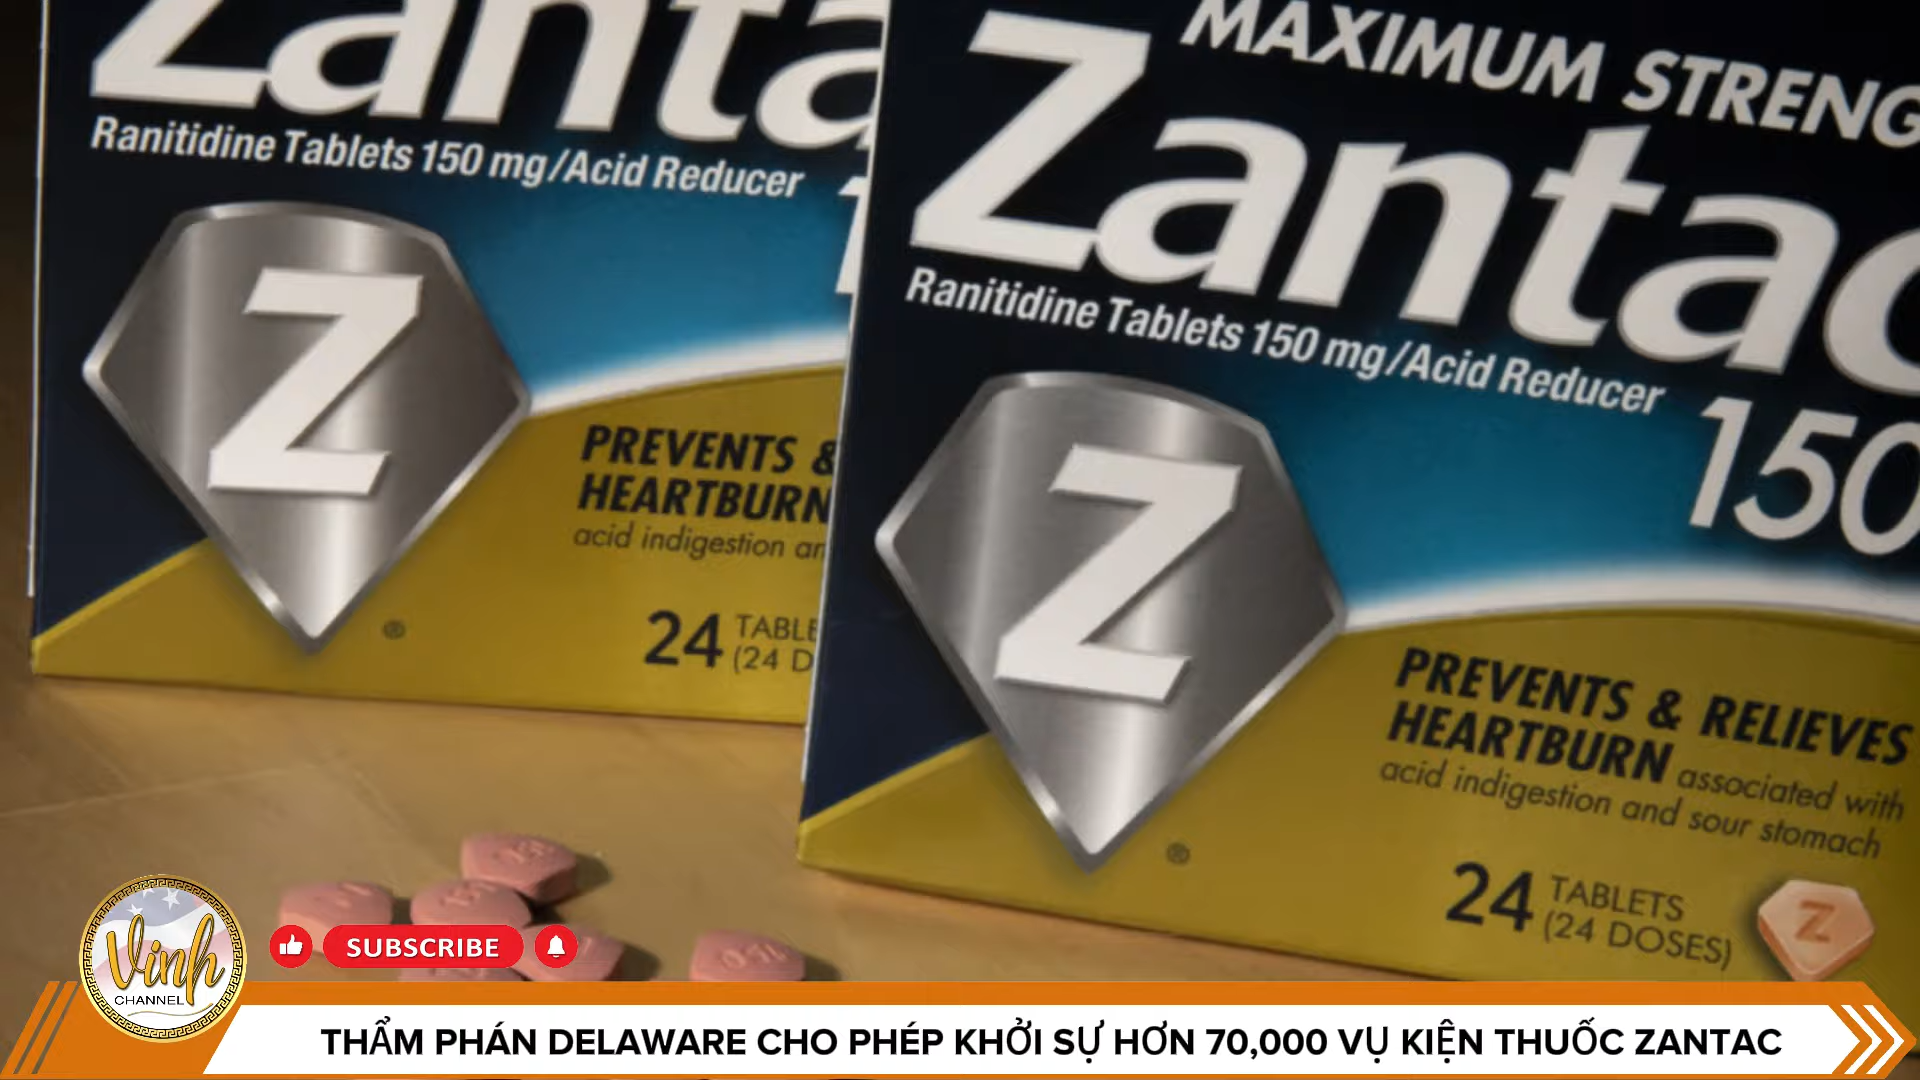 Zanta
Ranitidine Tablets 150 mg/Acid Reducer
Z
PREVENTS &
HEARTBURN
acid indigestion
®
24 TABLE
(24 D
MAXIMUM STRENG
Zantac
Ranitidine Tablets 150 mg/Acid Reducer
150
Z
PREVENTS & RELIEVES
HEARTBURN associated with
acid indigestion and sour stomach
®
24 TABLETS
(24 DOSES)
Z
Vinh
CHANNEL
SUBSCRIBE
THẨM PHÁN DELAWARE CHO PHÉP KHỞI SỰ HƠN 70,000 VỤ KIỆN THUỐC ZANTAC